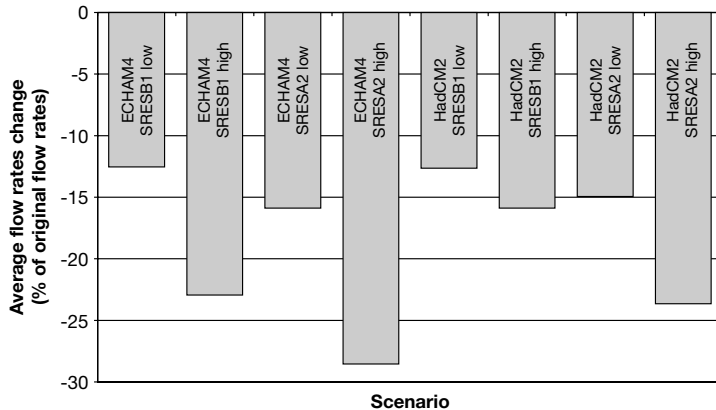 Average flow rates change
(% of original flow rates)
0
-5
-10
-15
-20
-25
-30
ECHAM4
SRESB1 low
ECHAM4
SRESB1 high
ECHAM4
SRESA2 low
ECHAM4
SRESA2 high
HadCM2
SRESB1 low
HadCM2
SRESB1 high
HadCM2
SRESA2 low
HadCM2
SRESA2 high
Scenario